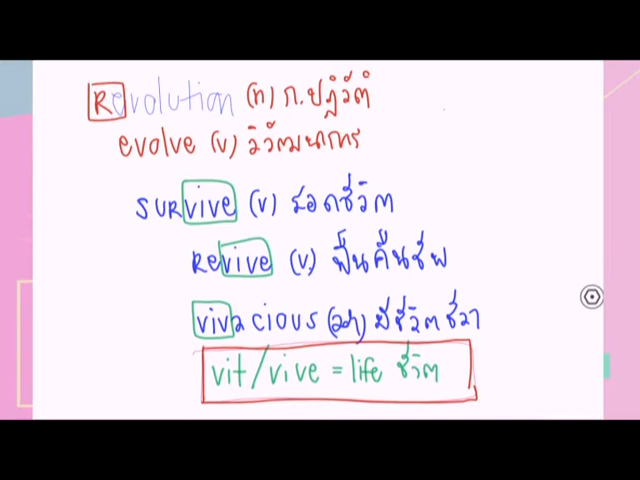 Revolution (n) ก.ปฏิวัติ
evolve (v) วิวัฒนาการ
survive (v) รอดชีวิต
Revive (v) ฟื้นคืนชีพ
vivacious (adj) มีชีวิตชีวา
vit/vive = life ชีวิต